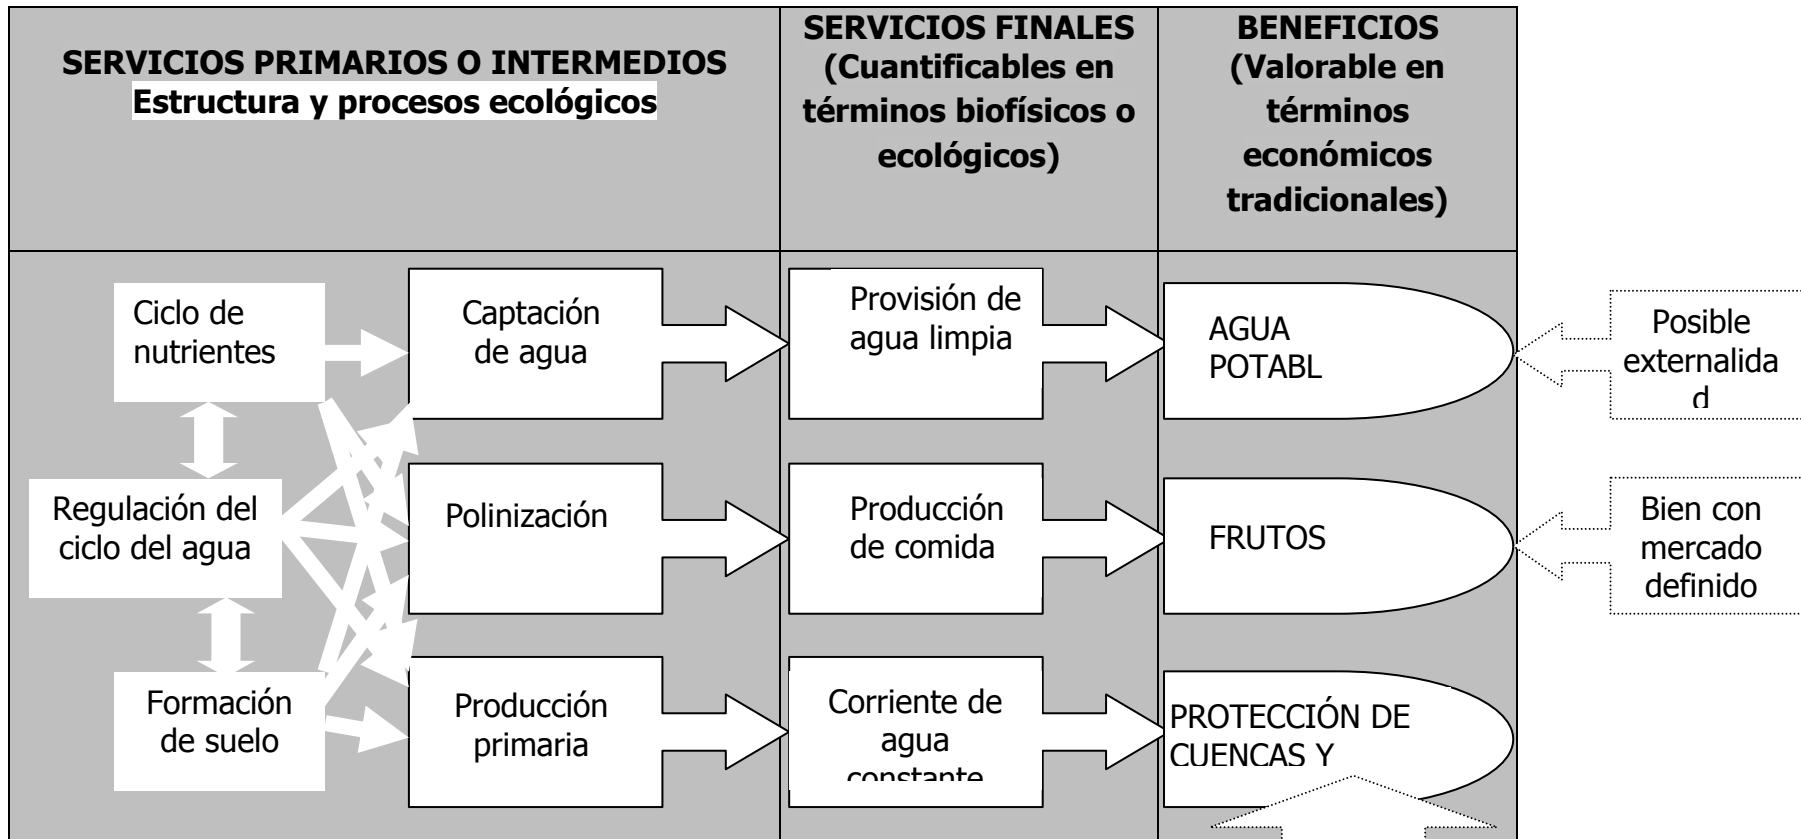 SERVICIOS PRIMARIOS O INTERMEDIOS
Estructura y procesos ecológicos
SERVICIOS FINALES
(Cuantificables en
términos biofísicos o
ecológicos)
BENEFICIOS
(Valorable en
términos
económicos
tradicionales)
Ciclo de
nutrientes
Captación
de agua
Provisión de
agua limpia
AGUA
POTABL
Posible
externalida
d
Regulación del
ciclo del agua
Polinización
Producción
de comida
FRUTOS
Bien con
mercado
definido
Formación
de suelo
Producción
primaria
Corriente de
agua
constante
PROTECCIÓN DE
CUENCAS Y